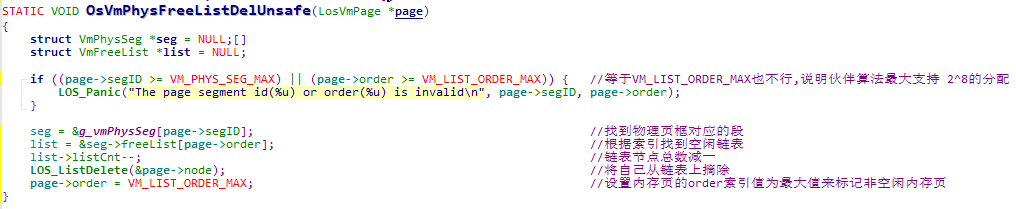 STATIC VOID OsVmPhysFreeListDelUnsafe(LosVmPage *page)
{
    struct VmPhysSeg *seg = NULL;[]
    struct VmFreeList *list = NULL;
    if ((page->segID >= VM_PHYS_SEG_MAX) || (page->order >= VM_LIST_ORDER_MAX)) {   //等于VM_LIST_ORDER_MAX也不行,说明伙伴算法最大支持 2^8的分配
        LOS_Panic("The page segment id(%u) or order(%u) is invalid\n", page->segID, page->order);
    }
    seg = &g_vmPhysSeg[page->segID];    //找到物理页框对应的段
    list = &seg->freeList[page->order];    //根据索引找到空闲链表
    list->listCnt--;    //链表节点总数减一
    LOS_ListDelete(&page->node);    //将自己从链表上摘除
    page->order = VM_LIST_ORDER_MAX;    //设置内存页的order索引值为最大值来标记非空闲内存页
}